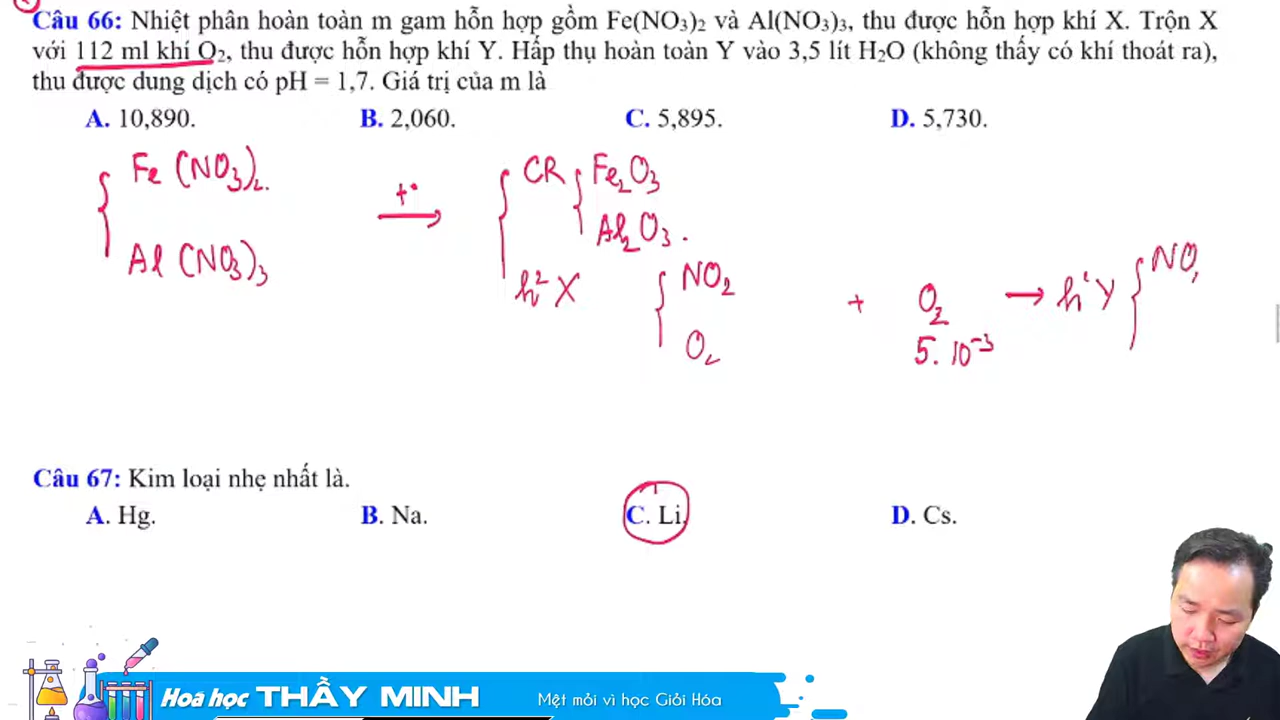 Câu 66: Nhiệt phân hoàn toàn m gam hỗn hợp gồm Fe(NO₃)₂ và Al(NO₃)₃, thu được hỗn hợp khí X. Trộn X
với 112 ml khí O₂, thu được hỗn hợp khí Y. Hấp thụ hoàn toàn Y vào 3,5 lít H₂O (không thấy có khí thoát ra),
thu được dung dịch có pH = 1,7. Giá trị của m là
A. 10,890. B. 2,060. C. 5,895. D. 5,730.
Fe(NO₃)₂. t° CR Fe₂O₃
Al₂O₃.
Al(NO₃)₃ h² X NO₂ + O₂ → h² Y NO
O₂ 5.10⁻³
Câu 67: Kim loại nhẹ nhất là.
A. Hg. B. Na. C. Li. D. Cs.
Hoá học THẦY MINH Mệt mỏi vì học Giỏi Hóa